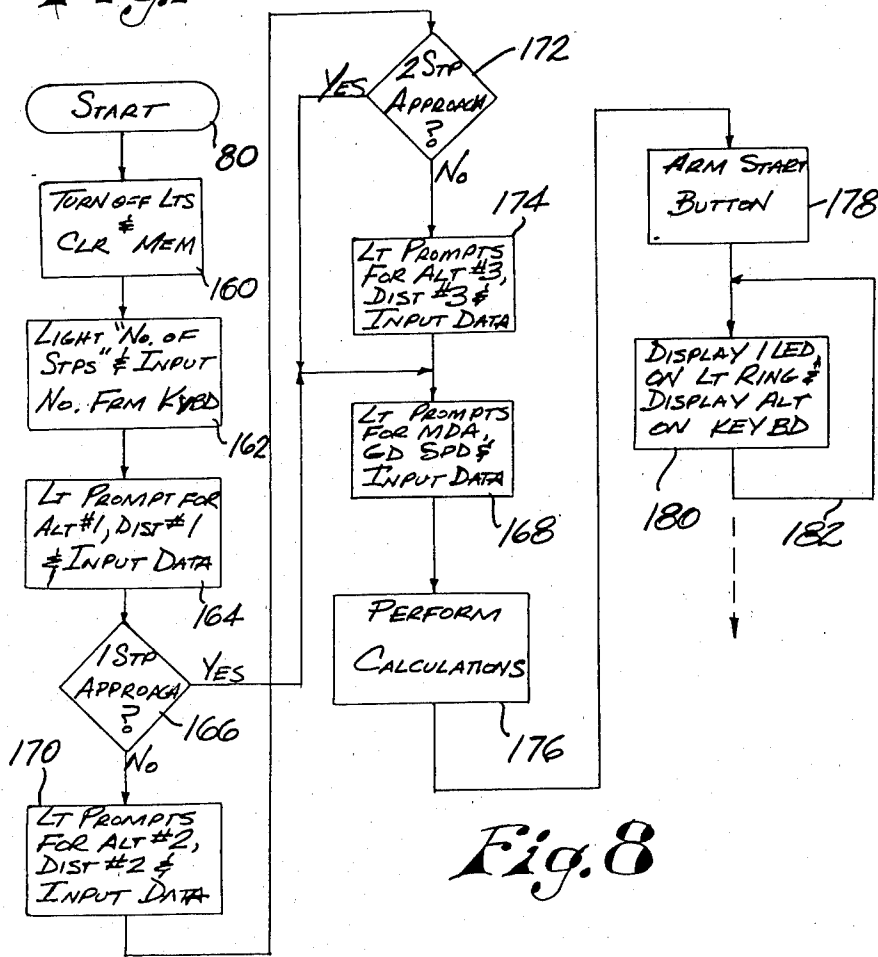 START
80
TURN OFF LTS
&
CLR MEM
160
LIGHT "NO. OF
STPS" & INPUT
NO. FRM KYBD
162
LT PROMPT FOR
ALT #1, DIST #1
& INPUT DATA
164
1 STP
APPROACH
?
166
YES
NO
170
LT PROMPTS
FOR ALT #2,
DIST #2 &
INPUT DATA
2 STP
APPROACH
?
172
YES
NO
174
LT PROMPTS
FOR ALT #3,
DIST #3 &
INPUT DATA
LT PROMPTS
FOR MDA,
GD SPD &
INPUT DATA
168
PERFORM
CALCULATIONS
176
ARM START
BUTTON
178
DISPLAY 1 LED
ON LT RING &
DISPLAY ALT
ON KEYBD
180
182
Fig. 8